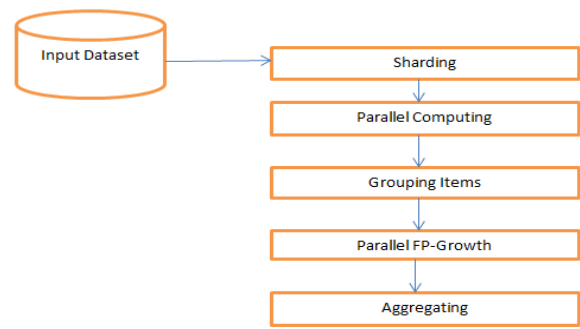 Input Dataset
Sharding
Parallel Computing
Grouping Items
Parallel FP-Growth
Aggregating